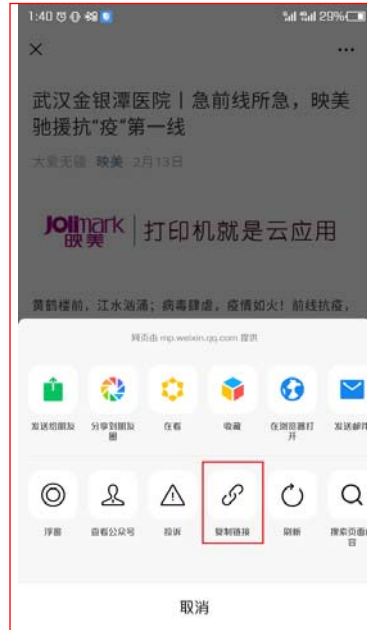 1:40
29%
武汉金银潭医院丨急前线所急，映美
驰援抗“疫”第一线
大爱无疆 映美 2月13日
Jolimark
映美
打印机就是云应用
黄鹤楼前，江水汹涌；病毒肆虐，疫情如火！前线抗疫，
网页由 mp.weixin.qq.com 提供
发送给朋友 分享到朋友圈 在看 收藏 在浏览器打开 发送邮件
浮窗 查看公众号 投诉 复制链接 刷新 搜索页面内容
取消